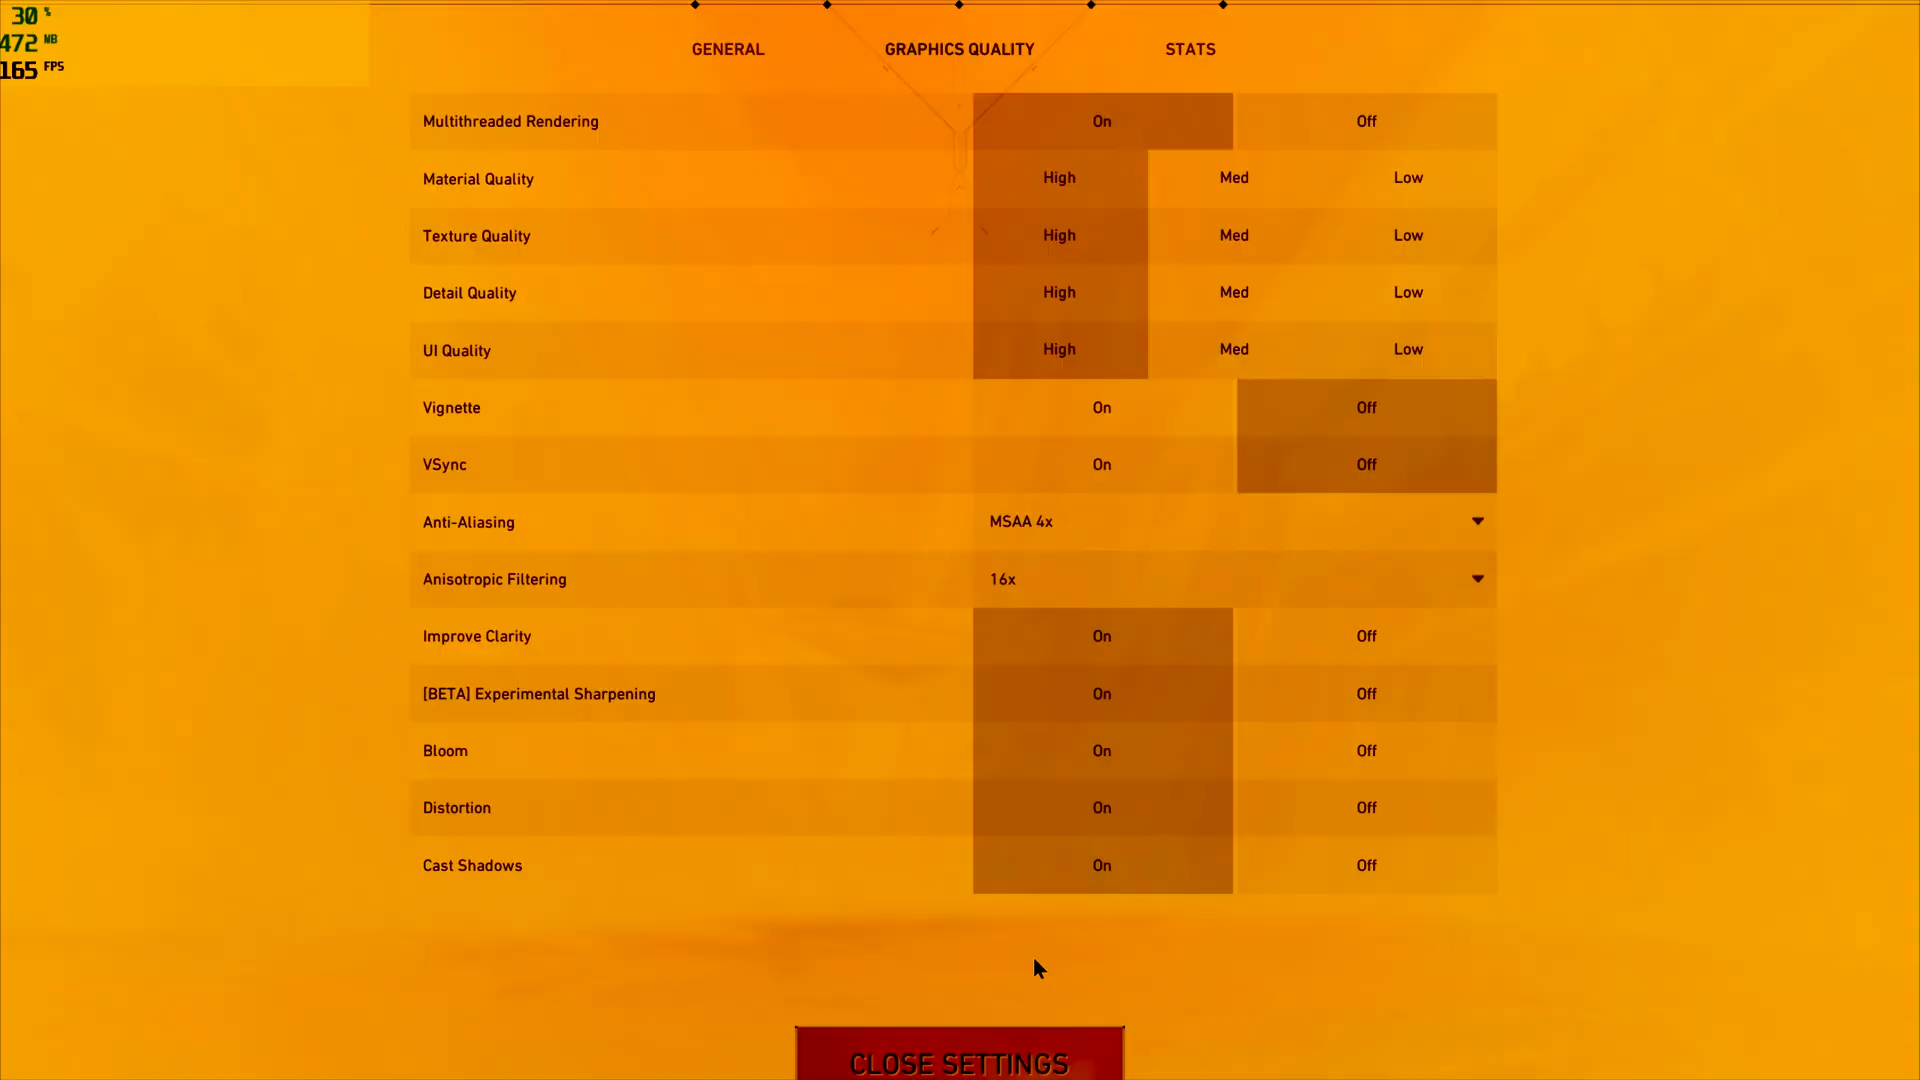 30 %
472 MB
165 FPS
GENERAL GRAPHICS QUALITY STATS
Multithreaded Rendering On Off
Material Quality High Med Low
Texture Quality High Med Low
Detail Quality High Med Low
UI Quality High Med Low
Vignette On Off
VSync On Off
Anti-Aliasing MSAA 4x
Anisotropic Filtering 16x
Improve Clarity On Off
[BETA] Experimental Sharpening On Off
Bloom On Off
Distortion On Off
Cast Shadows On Off
CLOSE SETTINGS